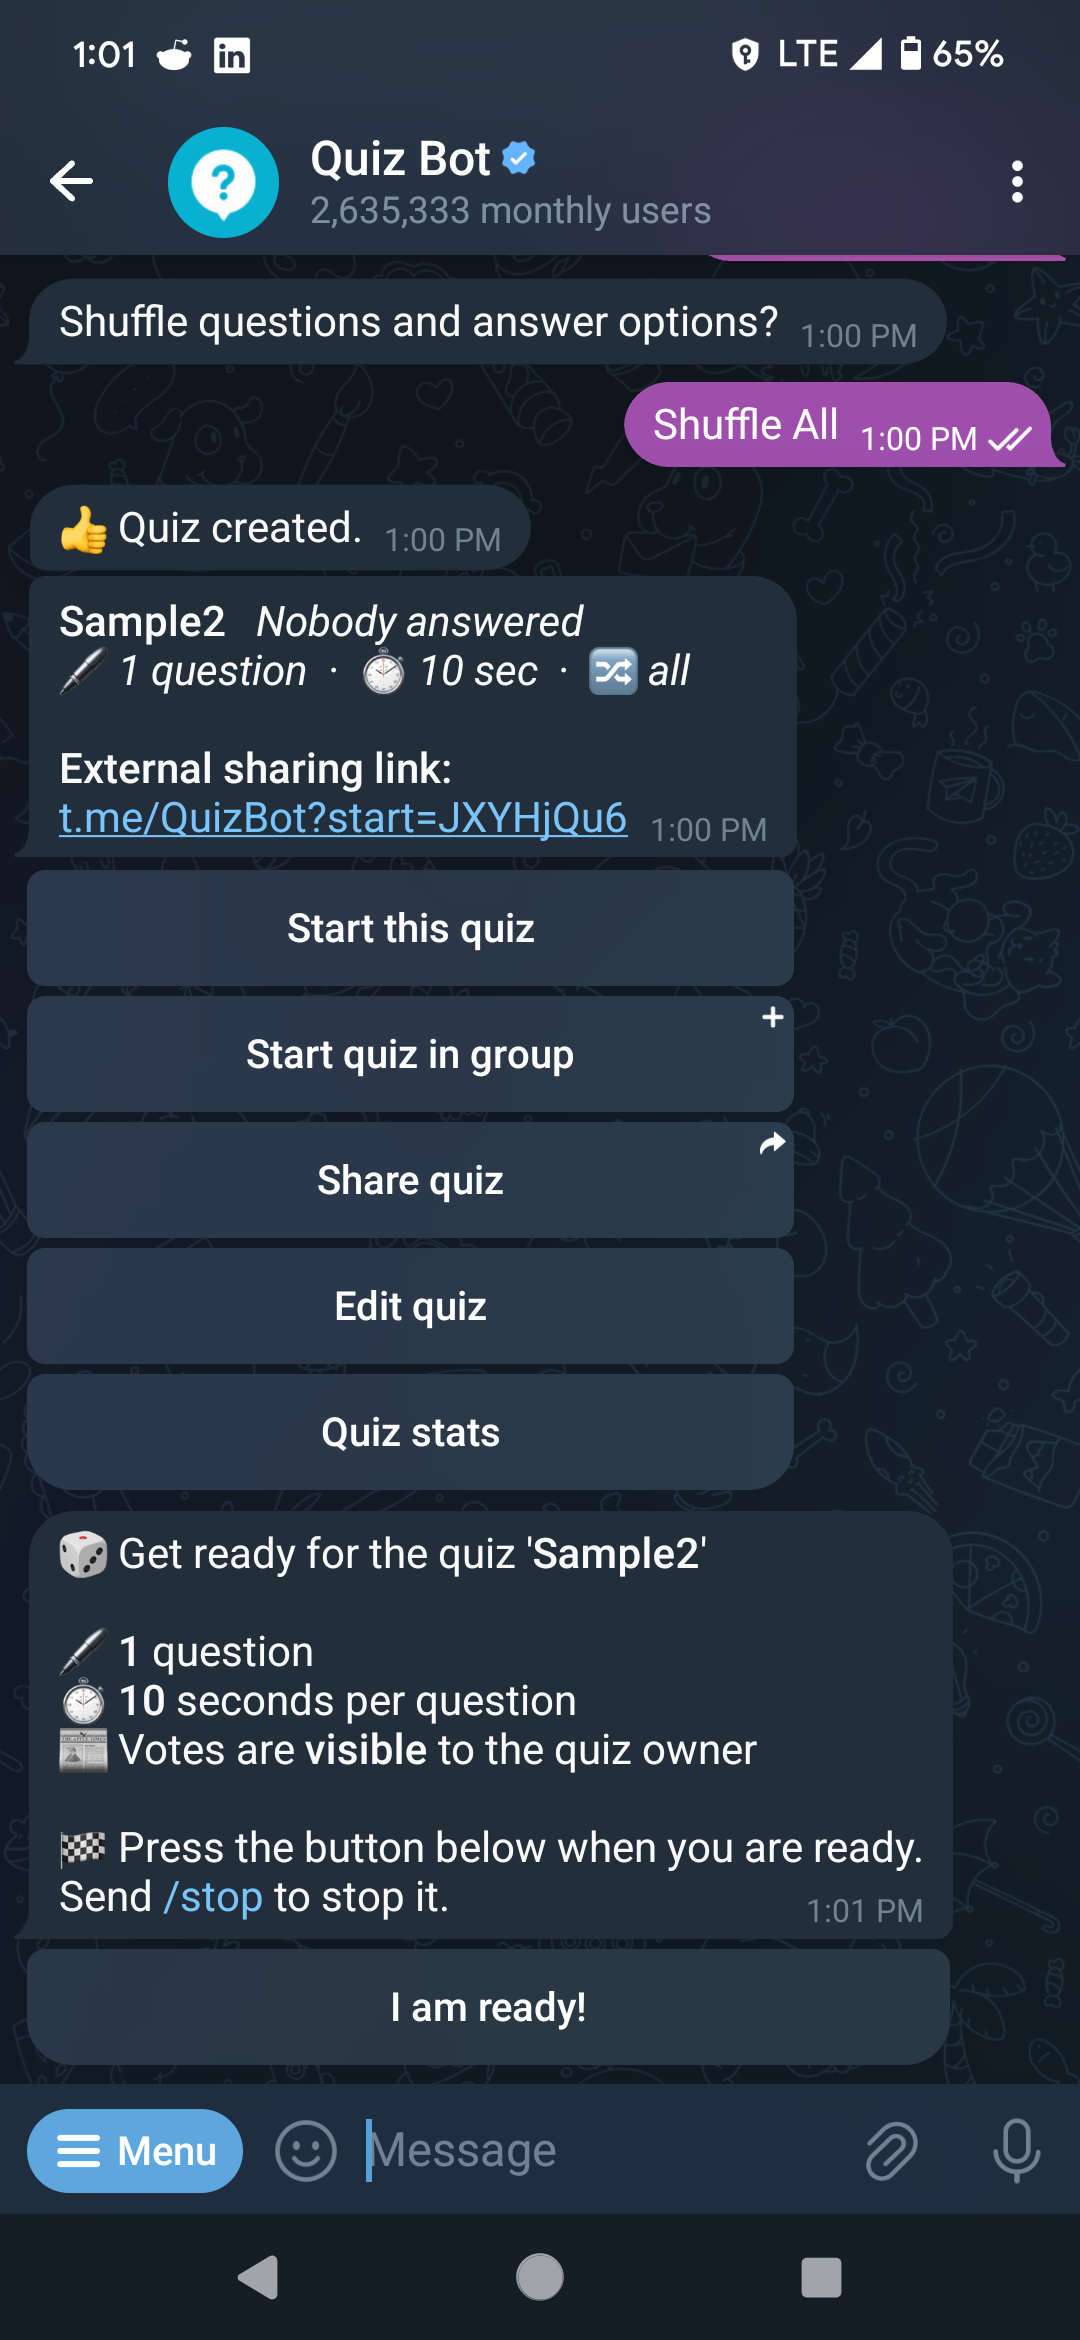 1:01 LTE 65%
Quiz Bot
2,635,333 monthly users
Shuffle questions and answer options? 1:00 PM
Shuffle All 1:00 PM
👍 Quiz created. 1:00 PM
Sample2 Nobody answered
🖋 1 question · ⏱ 10 sec · 🔀 all
External sharing link:
t.me/QuizBot?start=JXYHjQu6 1:00 PM
Start this quiz
Start quiz in group
Share quiz
Edit quiz
Quiz stats
🎲 Get ready for the quiz 'Sample2'
🖋 1 question
⏱ 10 seconds per question
📰 Votes are visible to the quiz owner
🏁 Press the button below when you are ready.
Send /stop to stop it. 1:01 PM
I am ready!
Menu Message